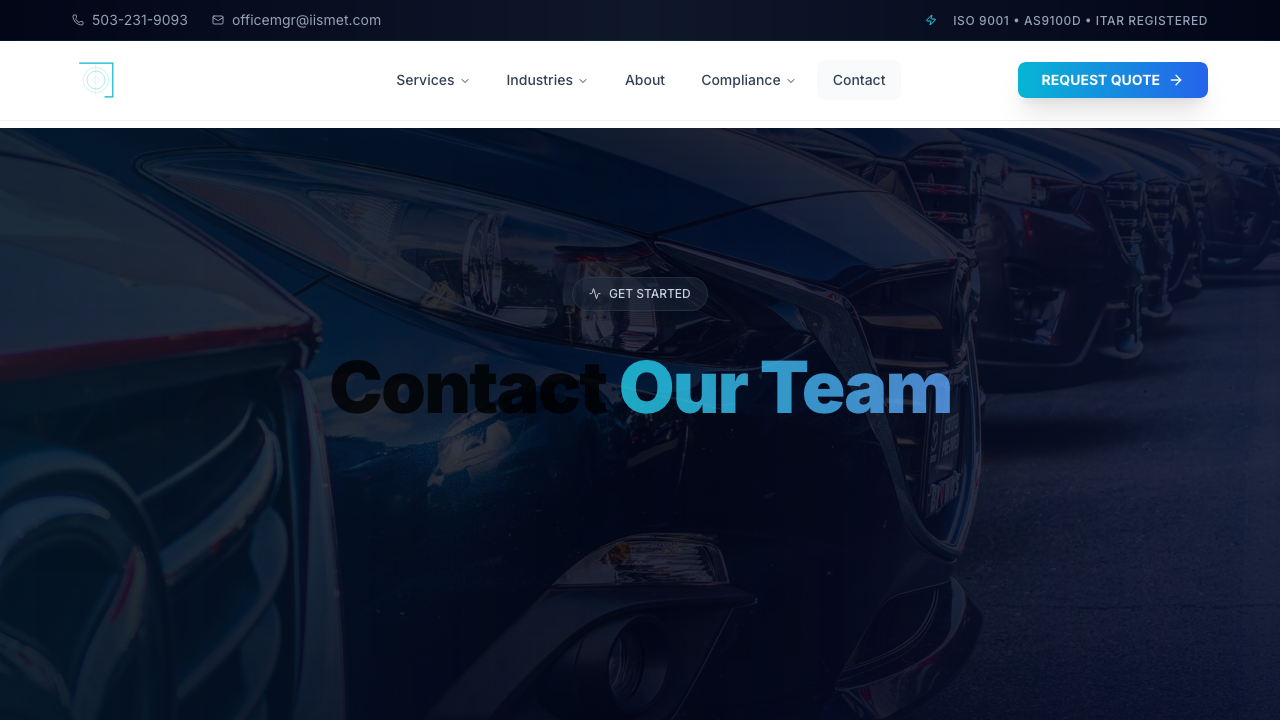 503-231-9093
officemgr@iismet.com
ISO 9001 • AS9100D • ITAR REGISTERED
Services
Industries
About
Compliance
Contact
REQUEST QUOTE
GET STARTED
Contact Our Team